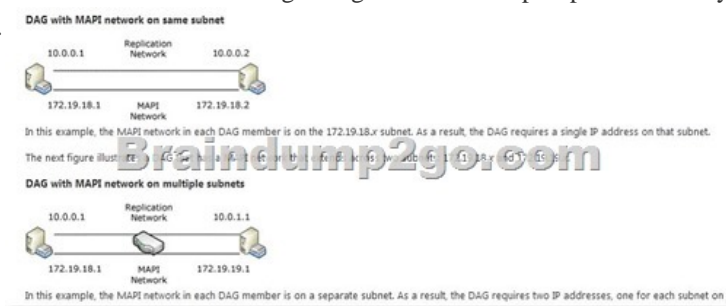 DAG with MAPI network on same subnet
Replication
10.0.0.1 Network 10.0.0.2
172.19.18.1 MAPI 172.19.18.2
Network
In this example, the MAPI network in each DAG member is on the 172.19.18.x subnet. As a result, the DAG requires a single IP address on that subnet.
The next figure
Braindump2go.com
DAG with MAPI network on multiple subnets
Replication
10.0.0.1 Network 10.0.1.1
172.19.18.1 MAPI 172.19.19.1
Network
In this example, the MAPI network in each DAG member is on a separate subnet. As a result, the DAG requires two IP addresses, one for each subnet on